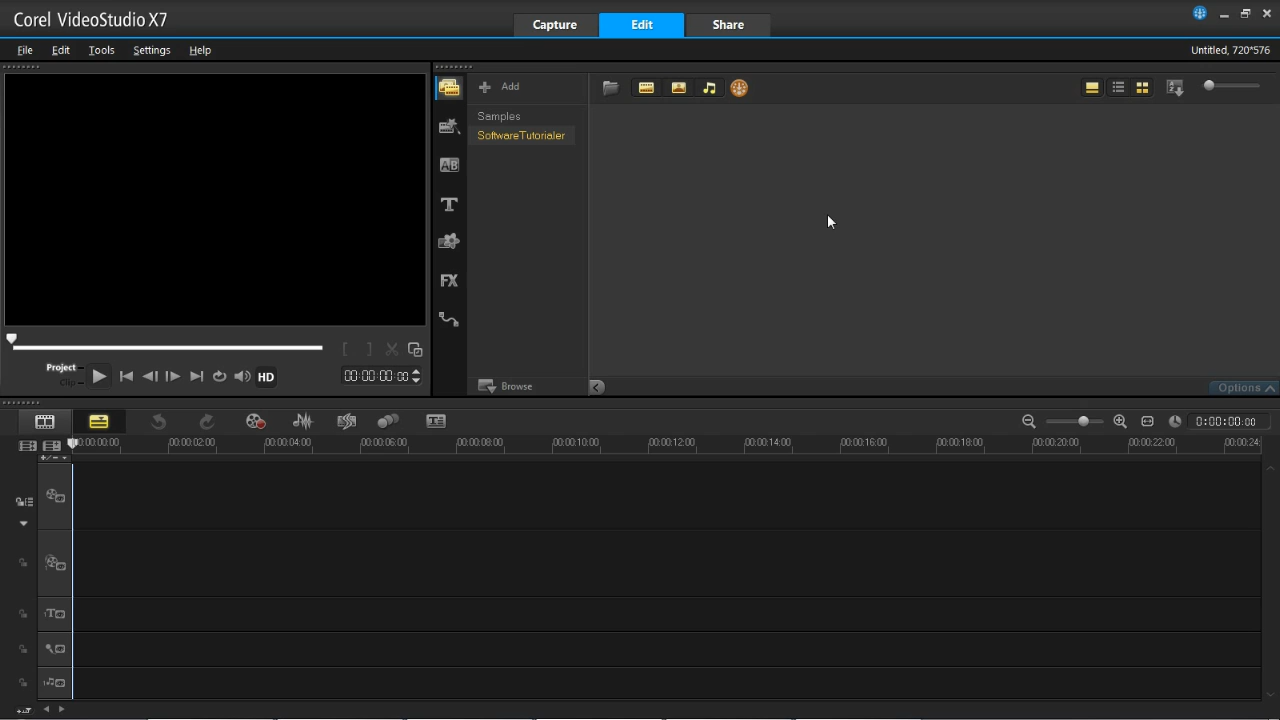 Corel VideoStudio X7
Capture
Edit
Share
File
Edit
Tools
Settings
Help
Untitled, 720*576
Add
Samples
SoftwareTutorialer
AB
T
FX
Browse
Options
Project
Clip
HD
00:00:00:00
0:00:00:00
00:00:00:00
00:00:02:00
00:00:04:00
00:00:06:00
00:00:08:00
00:00:10:00
00:00:12:00
00:00:14:00
00:00:16:00
00:00:18:00
00:00:20:00
00:00:22:00
00:00:24:
1T